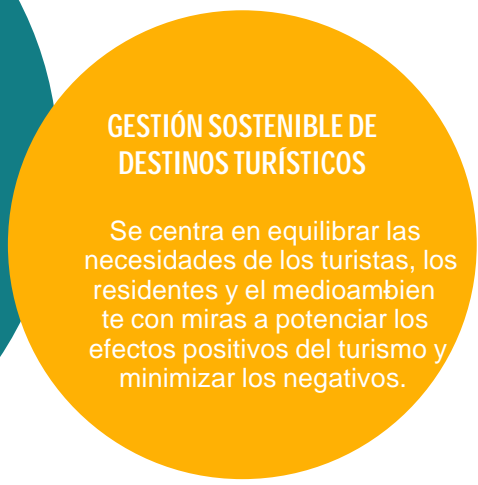 GESTIÓN SOSTENIBLE DE
DESTINOS TURÍSTICOS
Se centra en equilibrar las
necesidades de los turistas, los
residentes y el medioambien
te con miras a potenciar los
efectos positivos del turismo y
minimizar los negativos.